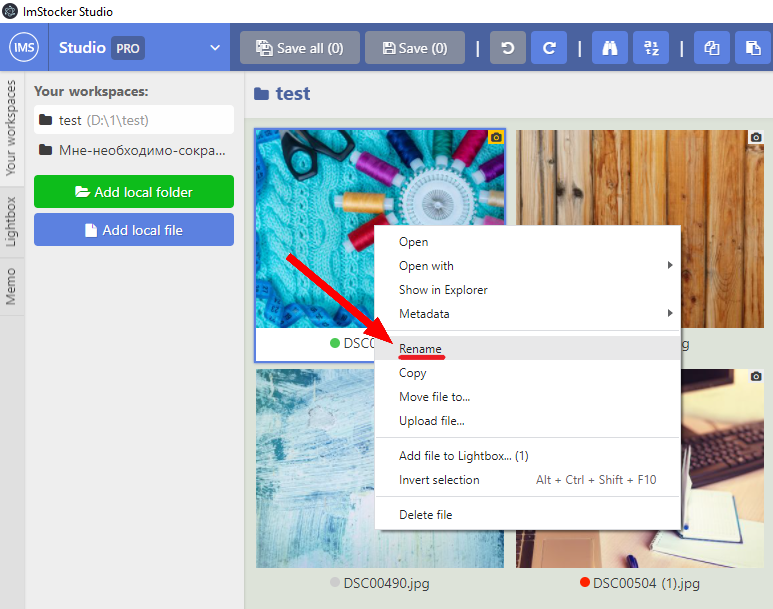 ImStocker Studio
IMS
Studio PRO
Save all (0)
Save (0)
Your workspaces
Lightbox
Memo
Your workspaces:
test (D:\1\test)
Мне-необходимо-сокра...
Add local folder
Add local file
test
Open
Open with
Show in Explorer
Metadata
Rename
Copy
Move file to...
Upload file...
Add file to Lightbox... (1)
Invert selection Alt + Ctrl + Shift + F10
Delete file
DSC00490.jpg
DSC00504 (1).jpg